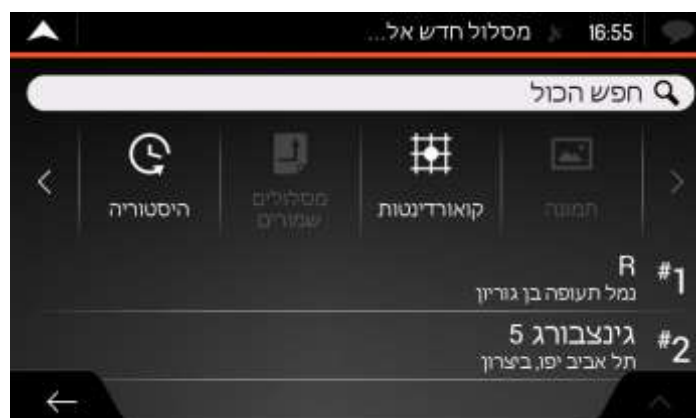 מסלול חדש אל...
16:55
חפש הכול
תמונה
קואורדינטות
מסלולים
שמורים
היסטוריה
#1 R
נמל תעופה בן גוריון
#2 גינצבורג 5
תל אביב יפו, ביצרון